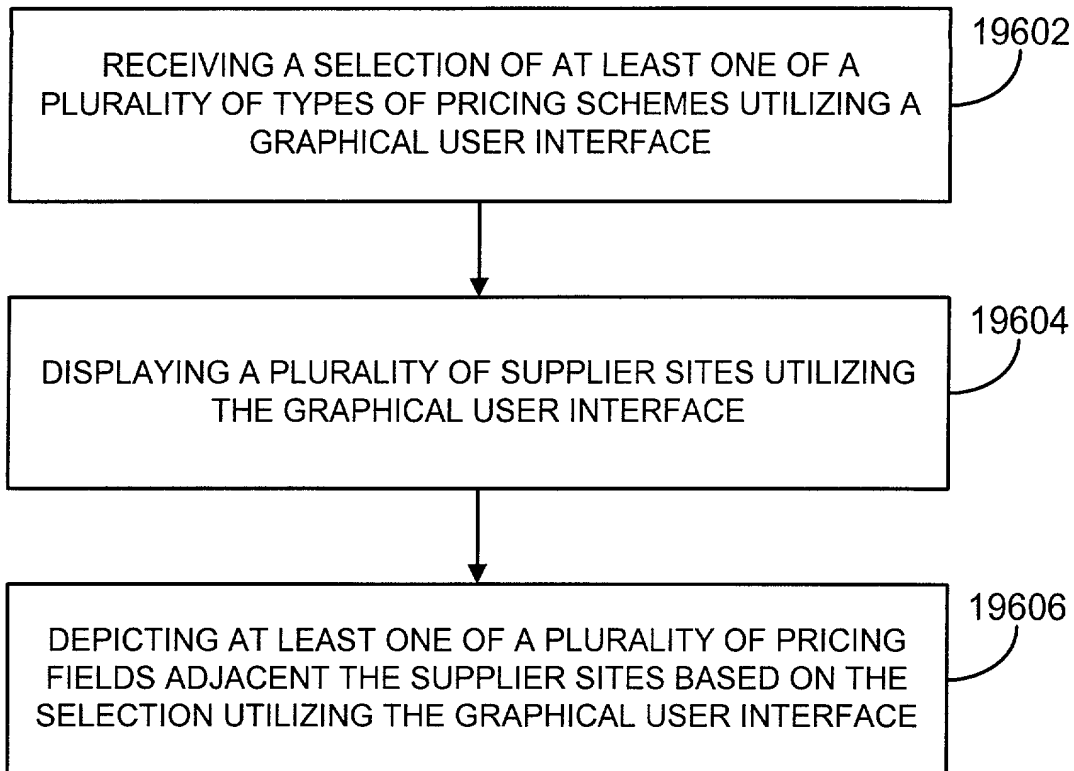 19602
RECEIVING A SELECTION OF AT LEAST ONE OF A
PLURALITY OF TYPES OF PRICING SCHEMES UTILIZING A
GRAPHICAL USER INTERFACE
19604
DISPLAYING A PLURALITY OF SUPPLIER SITES UTILIZING
THE GRAPHICAL USER INTERFACE
19606
DEPICTING AT LEAST ONE OF A PLURALITY OF PRICING
FIELDS ADJACENT THE SUPPLIER SITES BASED ON THE
SELECTION UTILIZING THE GRAPHICAL USER INTERFACE